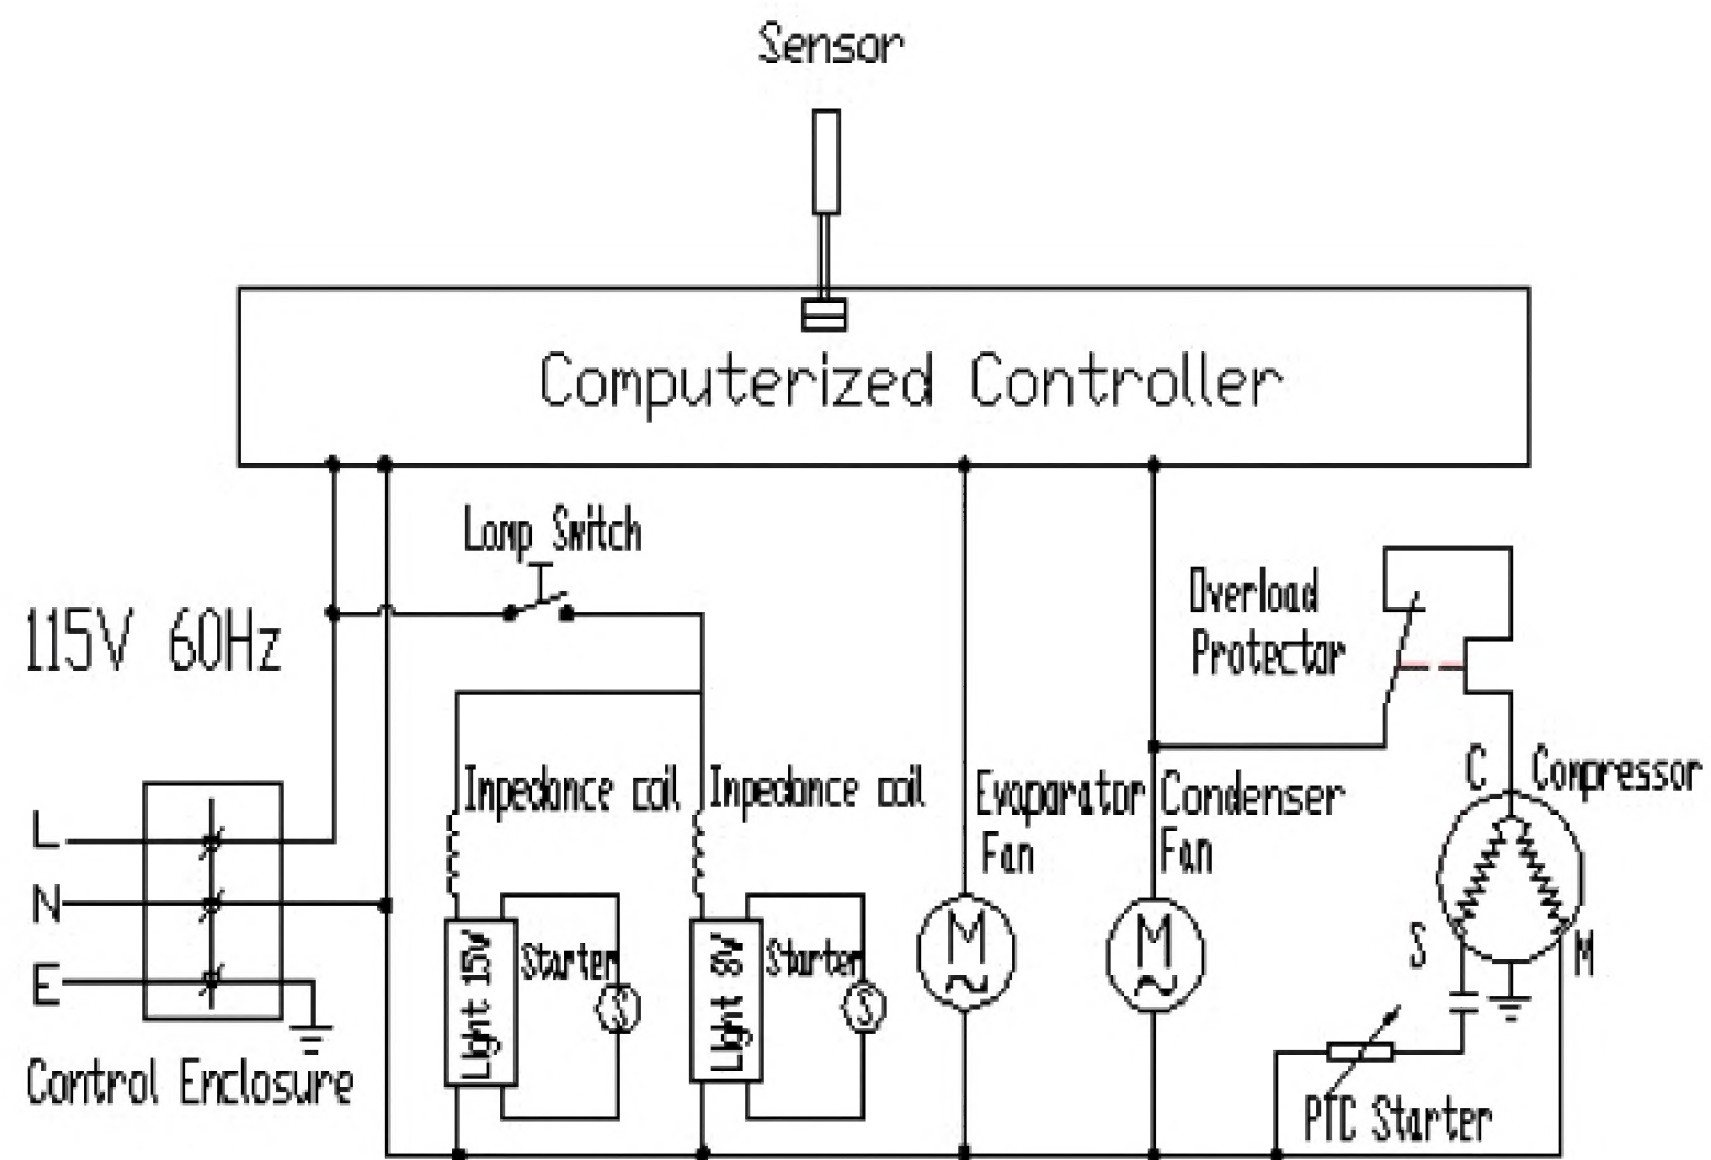 Sensor
Computerized Controller
Lamp Switch
115V 60Hz
Overload
Protector
C Compressor
Impedance coil
Impedance coil
Evaparator
Fan
Condenser
Fan
L
N
E
Light 15W
Starter
S
Light 8W
Starter
S
M
~
M
~
S
M
Control Enclosure
PTC Starter